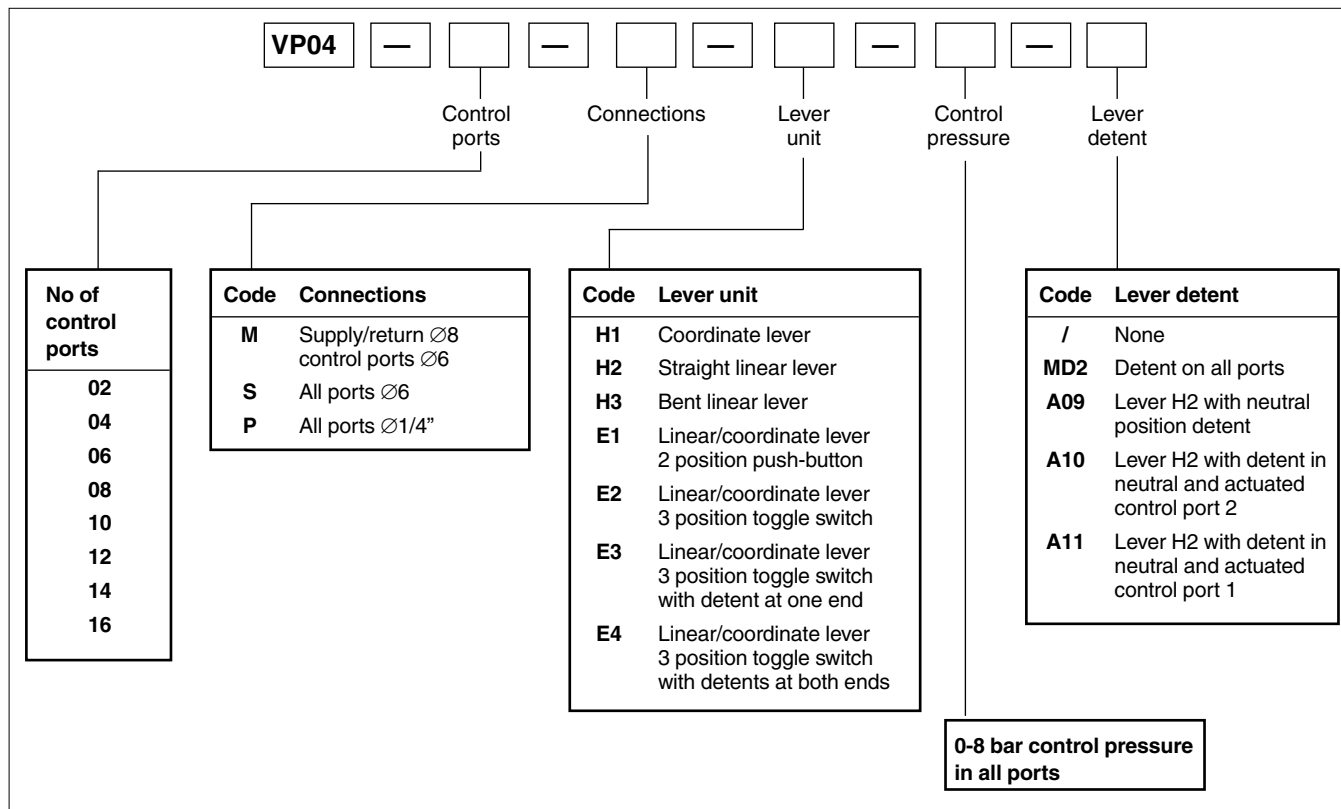 VP04 — — — — —
Control ports
Connections
Lever unit
Control pressure
Lever detent
No of
control
ports
02
04
06
08
10
12
14
16
Code Connections
M Supply/return ∅8
control ports ∅6
S All ports ∅6
P All ports ∅1/4”
Code Lever unit
H1 Coordinate lever
H2 Straight linear lever
H3 Bent linear lever
E1 Linear/coordinate lever
2 position push-button
E2 Linear/coordinate lever
3 position toggle switch
E3 Linear/coordinate lever
3 position toggle switch
with detent at one end
E4 Linear/coordinate lever
3 position toggle switch
with detents at both ends
Code Lever detent
/ None
MD2 Detent on all ports
A09 Lever H2 with neutral
position detent
A10 Lever H2 with detent in
neutral and actuated
control port 2
A11 Lever H2 with detent in
neutral and actuated
control port 1
0-8 bar control pressure
in all ports